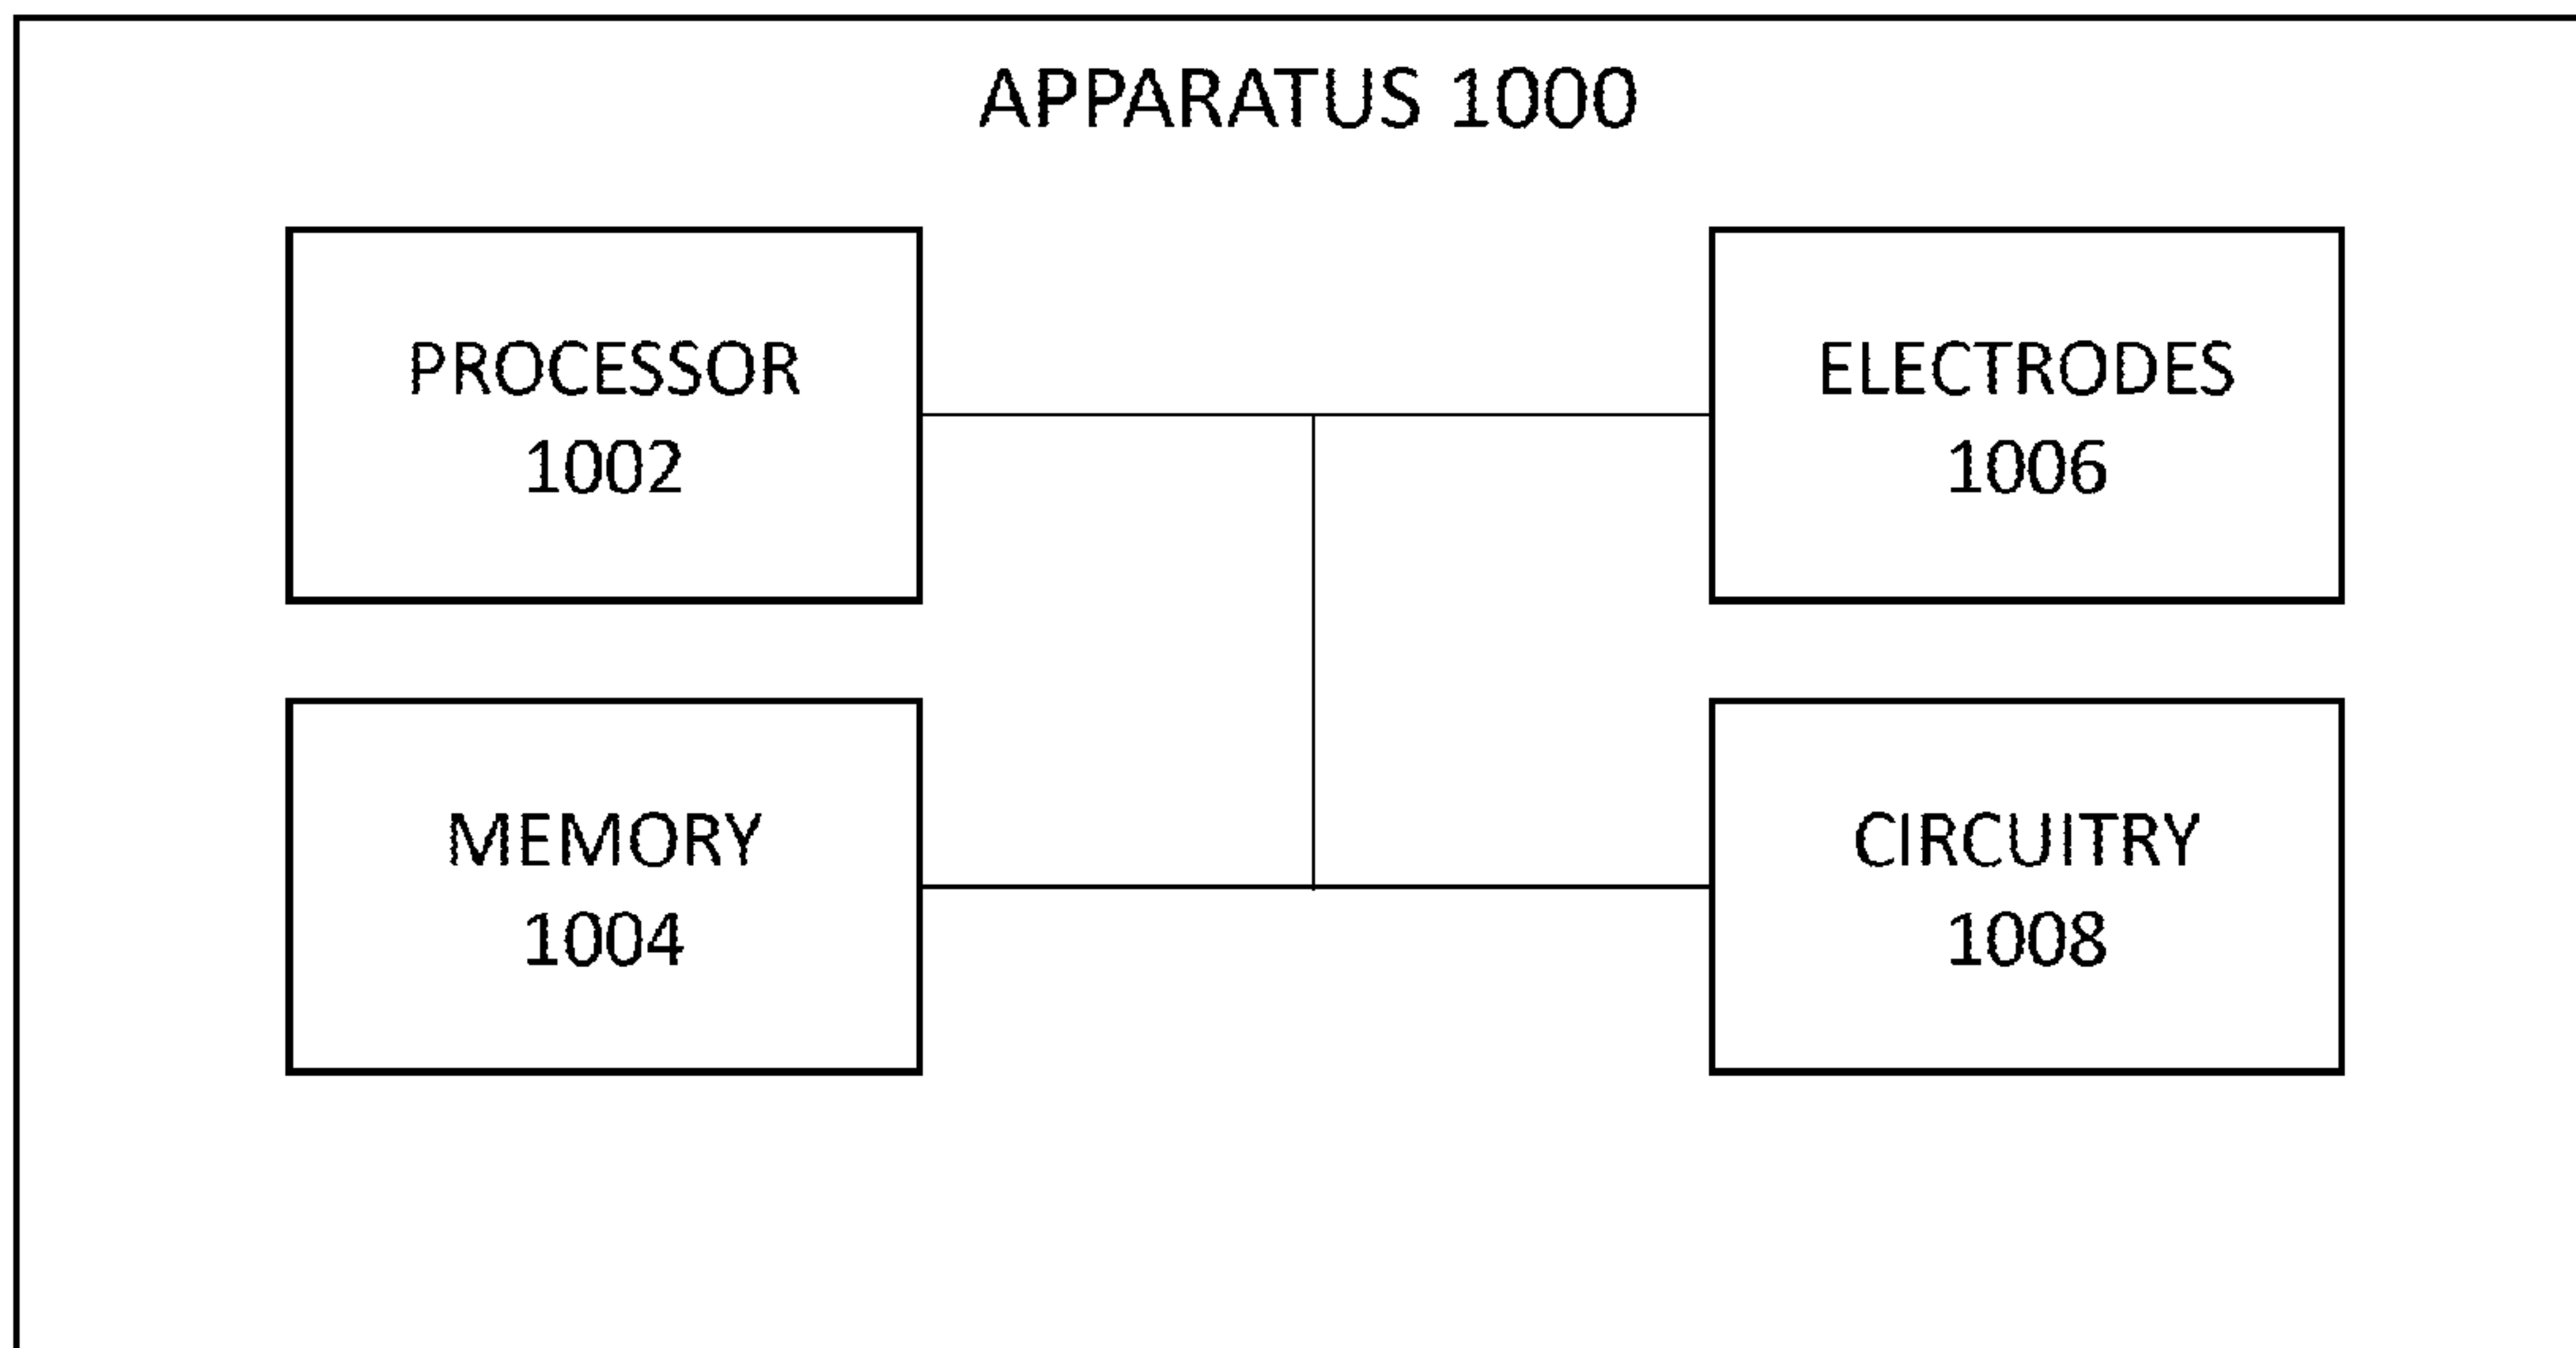 APPARATUS 1000
PROCESSOR
1002
ELECTRODES
1006
MEMORY
1004
CIRCUITRY
1008